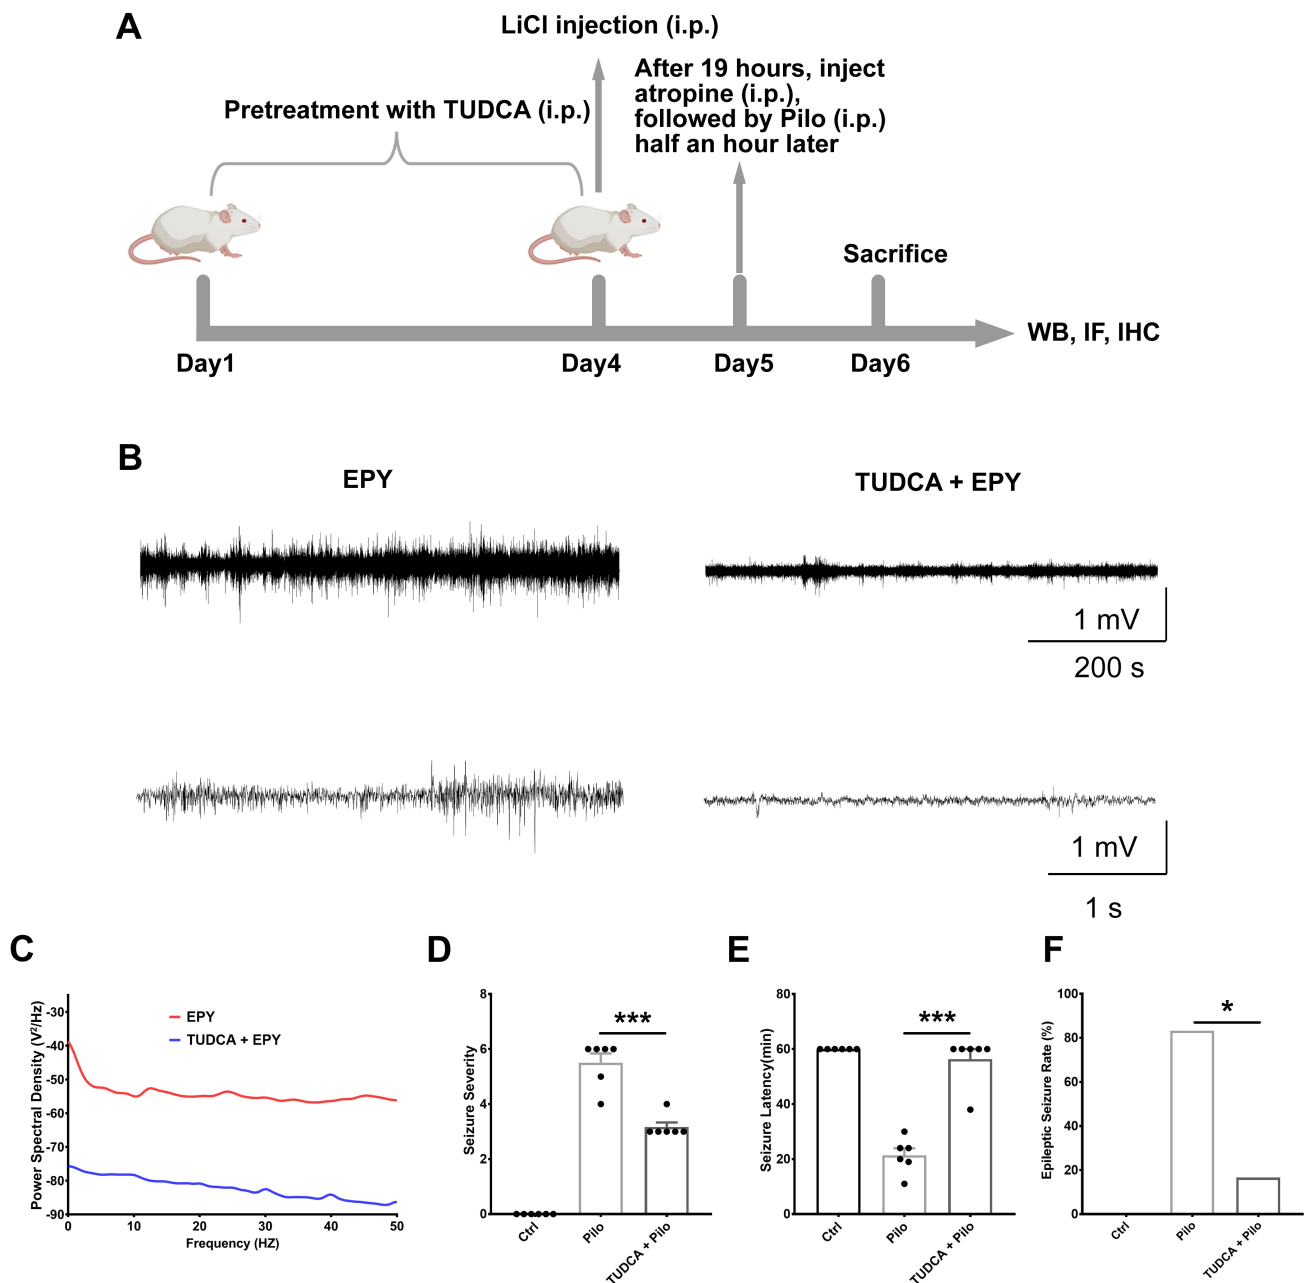 A
LiCl injection (i.p.)
After 19 hours, inject
atropine (i.p.),
followed by Pilo (i.p.)
half an hour later
Pretreatment with TUDCA (i.p.)
Sacrifice
WB, IF, IHC
Day1
Day4
Day5
Day6
B
EPY
TUDCA + EPY
1 mV
200 s
1 mV
1 s
C
Power Spectral Density (V²/Hz)
-30
-40
-50
-60
-70
-80
-90
EPY
TUDCA + EPY
0 10 20 30 40 50
Frequency (HZ)
D
Seizure Severity
8
6
4
2
0
***
Ctrl
Pilo
TUDCA + Pilo
E
Seizure Latency(min)
80
60
40
20
0
***
Ctrl
Pilo
TUDCA + Pilo
F
Epileptic Seizure Rate (%)
100
80
60
40
20
0
*
Ctrl
Pilo
TUDCA + Pilo